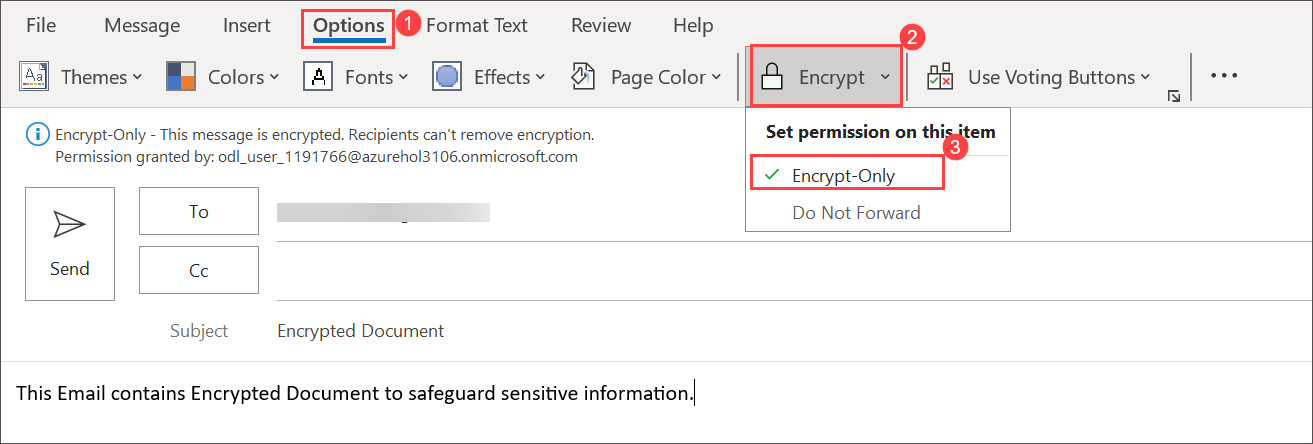 File Message Insert Options 1 Format Text Review Help
Aa Themes Colors A Fonts Effects Page Color Encrypt 2 Use Voting Buttons ...
Encrypt-Only - This message is encrypted. Recipients can't remove encryption.
Permission granted by: odl_user_1191766@azurehol3106.onmicrosoft.com
Set permission on this item
3
Encrypt-Only
Do Not Forward
To
Send
Cc
Subject Encrypted Document
This Email contains Encrypted Document to safeguard sensitive information.